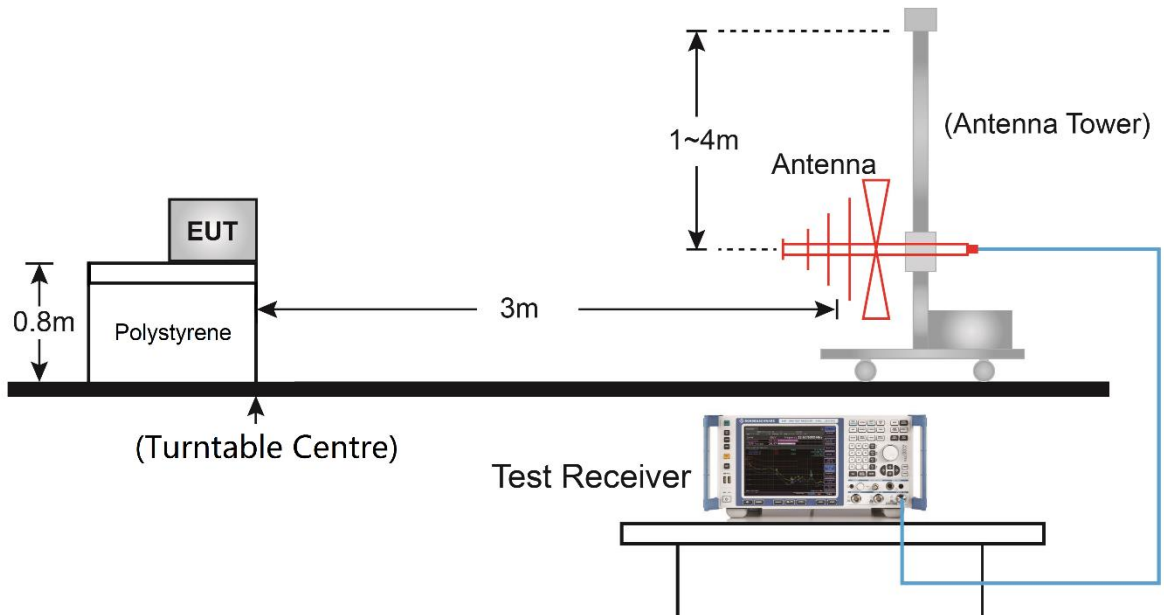 (Antenna Tower)
1~4m
Antenna
EUT
3m
0.8m
Polystyrene
(Turntable Centre)
Test Receiver